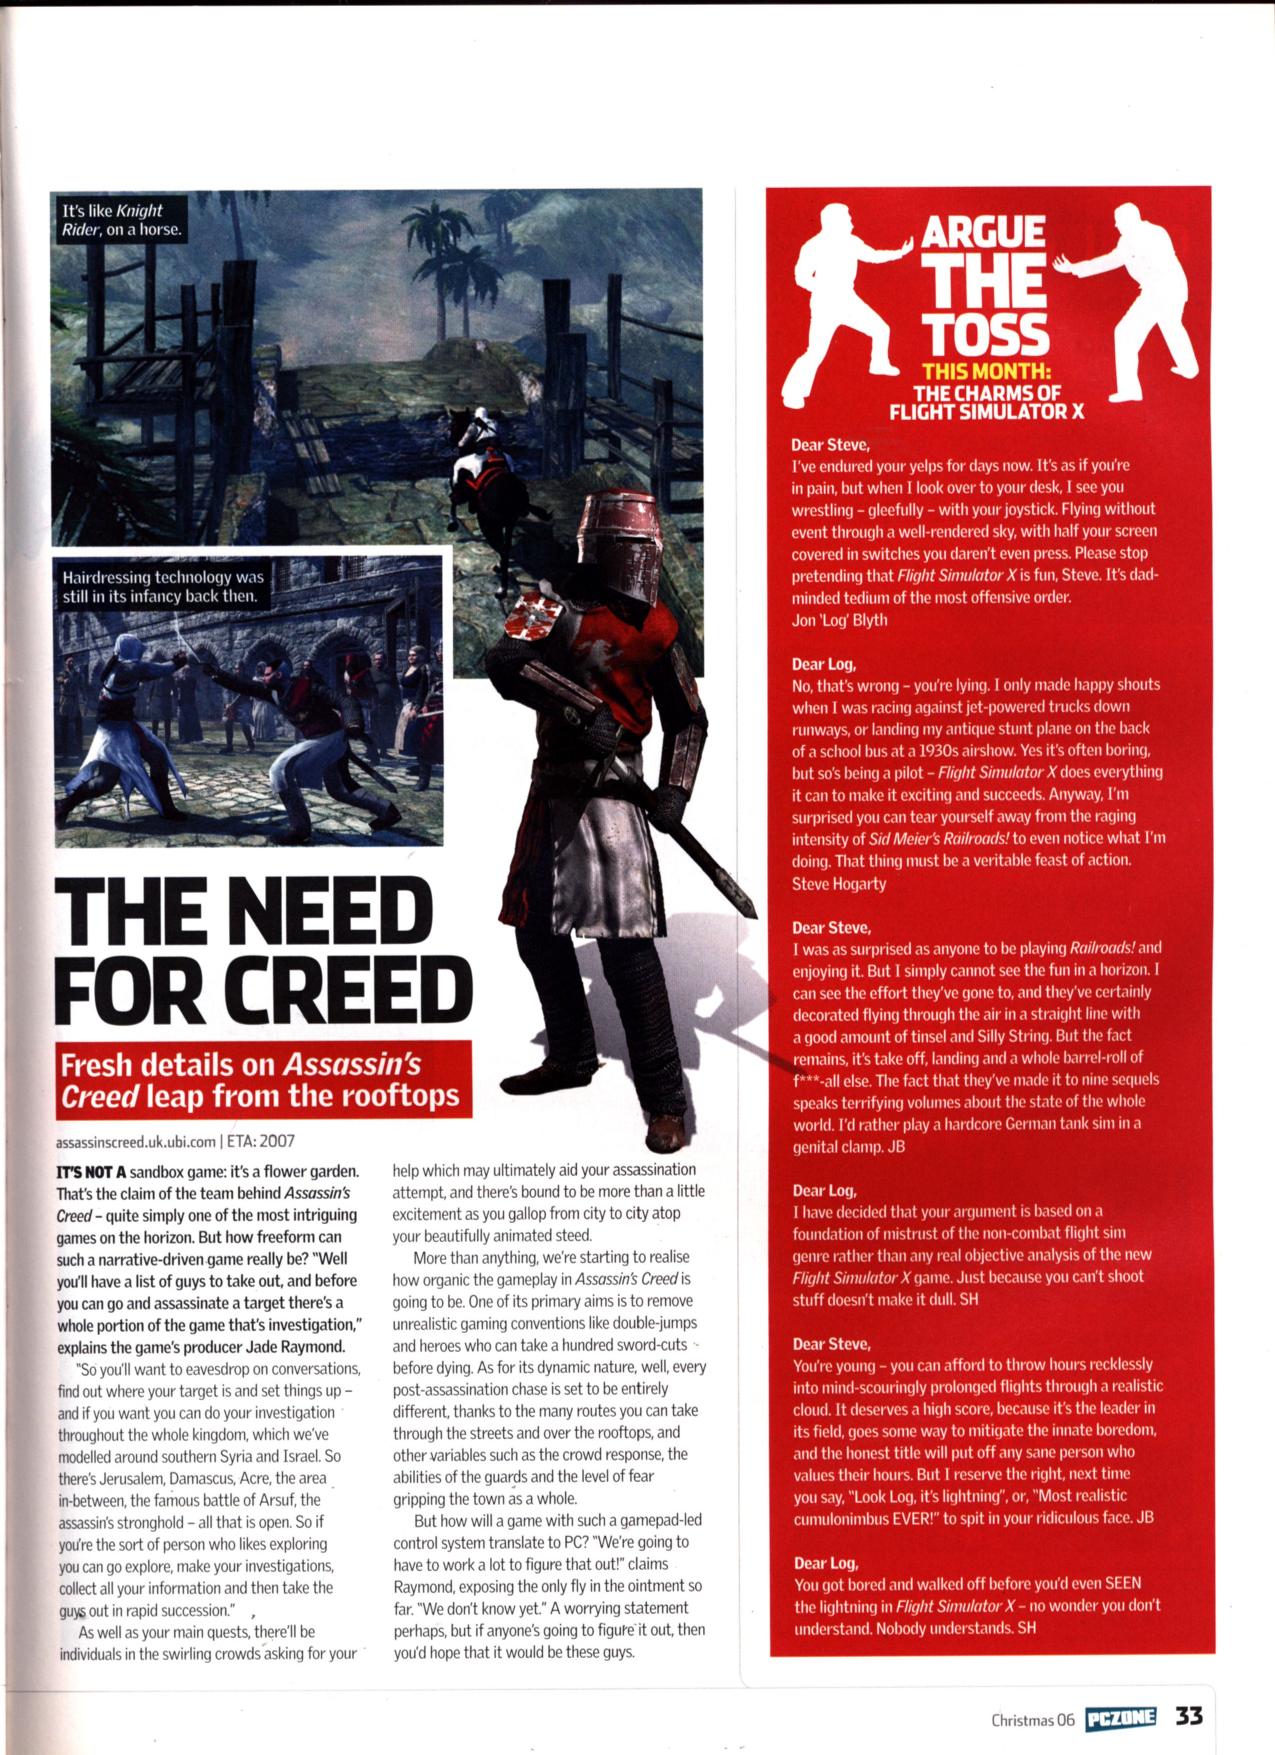 It's like Knight
Rider, on a horse.
Hairdressing technology was
still in its infancy back then.
THE NEED
FOR CREED
Fresh details on Assassin's
Creed leap from the rooftops
assassinscreed.uk.ubi.com | ETA: 2007
IT'S NOT A sandbox game: it's a flower garden.
That's the claim of the team behind Assassin's
Creed – quite simply one of the most intriguing
games on the horizon. But how freeform can
such a narrative-driven game really be? "Well
you'll have a list of guys to take out, and before
you can go and assassinate a target there's a
whole portion of the game that's investigation,"
explains the game's producer Jade Raymond.
"So you'll want to eavesdrop on conversations,
find out where your target is and set things up –
and if you want you can do your investigation
throughout the whole kingdom, which we've
modelled around southern Syria and Israel. So
there's Jerusalem, Damascus, Acre, the area
in-between, the famous battle of Arsuf, the
assassin's stronghold – all that is open. So if
you're the sort of person who likes exploring
you can go explore, make your investigations,
collect all your information and then take the
guys out in rapid succession."
As well as your main quests, there'll be
individuals in the swirling crowds asking for your
help which may ultimately aid your assassination
attempt, and there's bound to be more than a little
excitement as you gallop from city to city atop
your beautifully animated steed.
More than anything, we're starting to realise
how organic the gameplay in Assassin's Creed is
going to be. One of its primary aims is to remove
unrealistic gaming conventions like double-jumps
and heroes who can take a hundred sword-cuts
before dying. As for its dynamic nature, well, every
post-assassination chase is set to be entirely
different, thanks to the many routes you can take
through the streets and over the rooftops, and
other variables such as the crowd response, the
abilities of the guards and the level of fear
gripping the town as a whole.
But how will a game with such a gamepad-led
control system translate to PC? "We're going to
have to work a lot to figure that out!" claims
Raymond, exposing the only fly in the ointment so
far. "We don't know yet." A worrying statement
perhaps, but if anyone's going to figure it out, then
you'd hope that it would be these guys.
ARGUE
THE
TOSS
THIS MONTH:
THE CHARMS OF
FLIGHT SIMULATOR X
Dear Steve,
I've endured your yelps for days now. It's as if you're
in pain, but when I look over to your desk, I see you
wrestling – gleefully – with your joystick. Flying without
event through a well-rendered sky, with half your screen
covered in switches you daren't even press. Please stop
pretending that Flight Simulator X is fun, Steve. It's dad-
minded tedium of the most offensive order.
Jon 'Log' Blyth
Dear Log,
No, that's wrong – you're lying. I only made happy shouts
when I was racing against jet-powered trucks down
runways, or landing my antique stunt plane on the back
of a school bus at a 1930s airshow. Yes it's often boring,
but so's being a pilot – Flight Simulator X does everything
it can to make it exciting and succeeds. Anyway, I'm
surprised you can tear yourself away from the raging
intensity of Sid Meier's Railroads! to even notice what I'm
doing. That thing must be a veritable feast of action.
Steve Hogarty
Dear Steve,
I was as surprised as anyone to be playing Railroads! and
enjoying it. But I simply cannot see the fun in a horizon. I
can see the effort they've gone to, and they've certainly
decorated flying through the air in a straight line with
a good amount of tinsel and Silly String. But the fact
remains, it's take off, landing and a whole barrel-roll of
f***-all else. The fact that they've made it to nine sequels
speaks terrifying volumes about the state of the whole
world. I'd rather play a hardcore German tank sim in a
genital clamp. JB
Dear Log,
I have decided that your argument is based on a
foundation of mistrust of the non-combat flight sim
genre rather than any real objective analysis of the new
Flight Simulator X game. Just because you can't shoot
stuff doesn't make it dull. SH
Dear Steve,
You're young – you can afford to throw hours recklessly
into mind-scouringly prolonged flights through a realistic
cloud. It deserves a high score, because it's the leader in
its field, goes some way to mitigate the innate boredom,
and the honest title will put off any sane person who
values their hours. But I reserve the right, next time
you say, "Look Log, it's lightning", or, "Most realistic
cumulonimbus EVER!" to spit in your ridiculous face. JB
Dear Log,
You got bored and walked off before you'd even SEEN
the lightning in Flight Simulator X – no wonder you don't
understand. Nobody understands. SH
Christmas 06 PCZONE 33